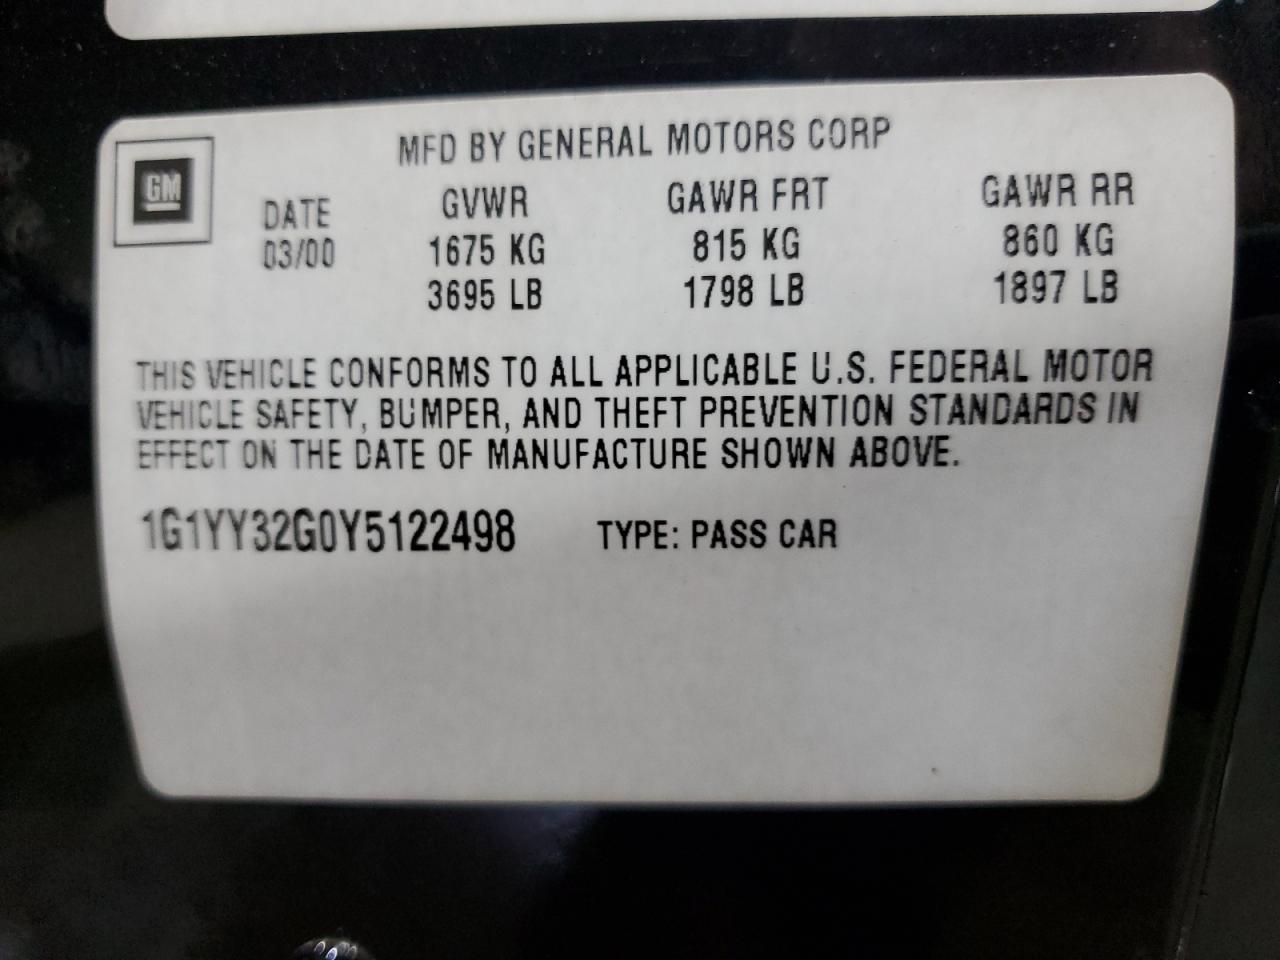 MFD BY GENERAL MOTORS CORP
GM
DATE GVWR GAWR FRT GAWR RR
03/00 1675 KG 815 KG 860 KG
3695 LB 1798 LB 1897 LB
THIS VEHICLE CONFORMS TO ALL APPLICABLE U.S. FEDERAL MOTOR
VEHICLE SAFETY, BUMPER, AND THEFT PREVENTION STANDARDS IN
EFFECT ON THE DATE OF MANUFACTURE SHOWN ABOVE.
1G1YY32G0Y5122498 TYPE: PASS CAR